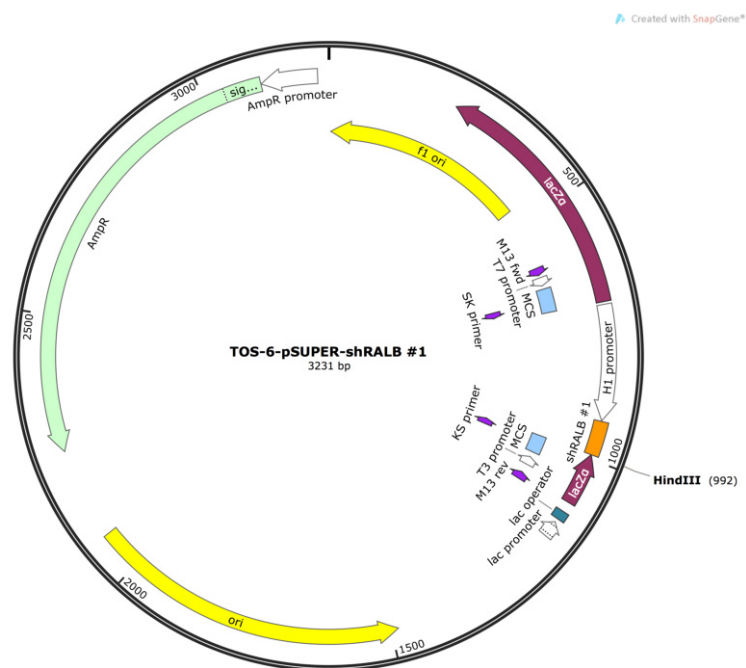 Created with SnapGene®
3000
sig...
AmpR promoter
f1 ori
lacZα
500
AmpR
M13 fwd
T7 promoter
MCS
SK primer
2500
TOS-6-pSUPER-shRALB #1
3231 bp
H1 promoter
KS primer
T3 promoter
MCS
M13 rev
shRALB #1
1000
HindIII (992)
lacZα
lac operator
lac promoter
2000
ori
1500